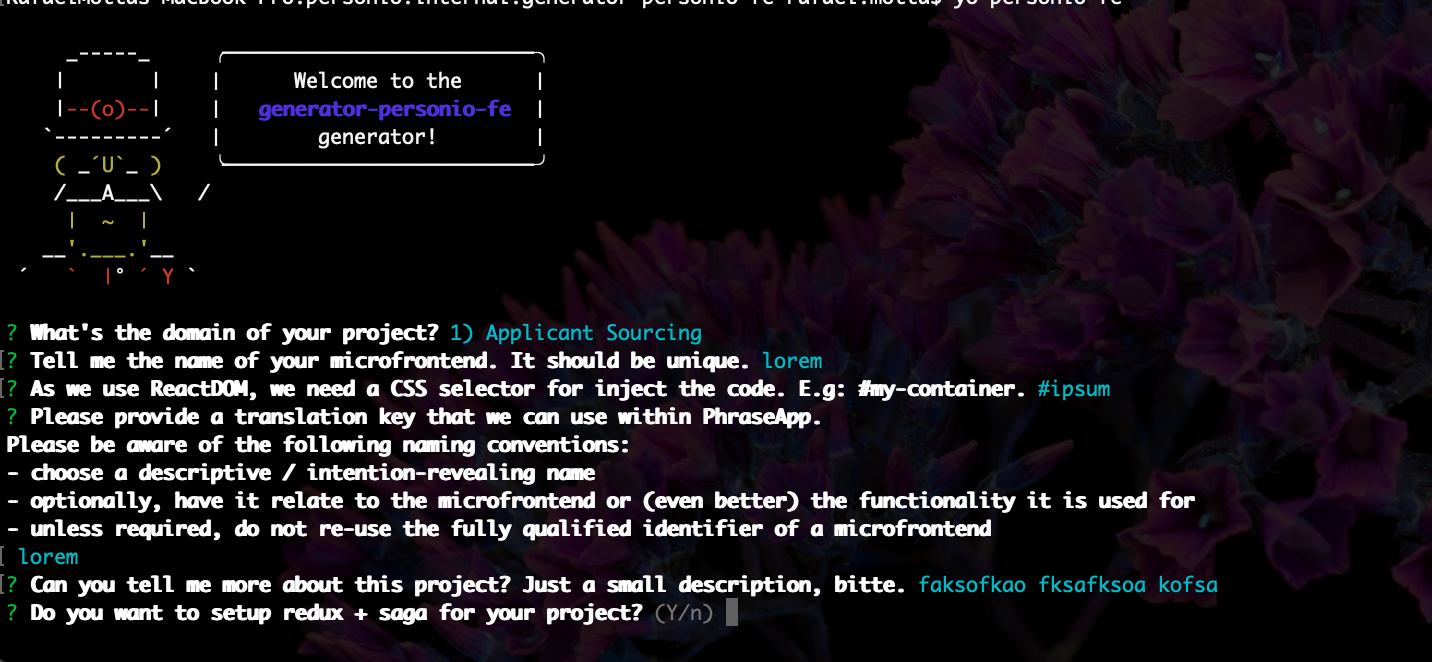 RafaelMottas-MacBook-Pro:personio.internal.generator-personio-fe rafael.motta$ yo personio-fe
Welcome to the
generator-personio-fe
generator!
? What's the domain of your project? 1) Applicant Sourcing
? Tell me the name of your microfrontend. It should be unique. lorem
? As we use ReactDOM, we need a CSS selector for inject the code. E.g: #my-container. #ipsum
? Please provide a translation key that we can use within PhraseApp.
Please be aware of the following naming conventions:
- choose a descriptive / intention-revealing name
- optionally, have it relate to the microfrontend or (even better) the functionality it is used for
- unless required, do not re-use the fully qualified identifier of a microfrontend
lorem
? Can you tell me more about this project? Just a small description, bitte. faksofkao fksafksoa kofsa
? Do you want to setup redux + saga for your project? (Y/n)